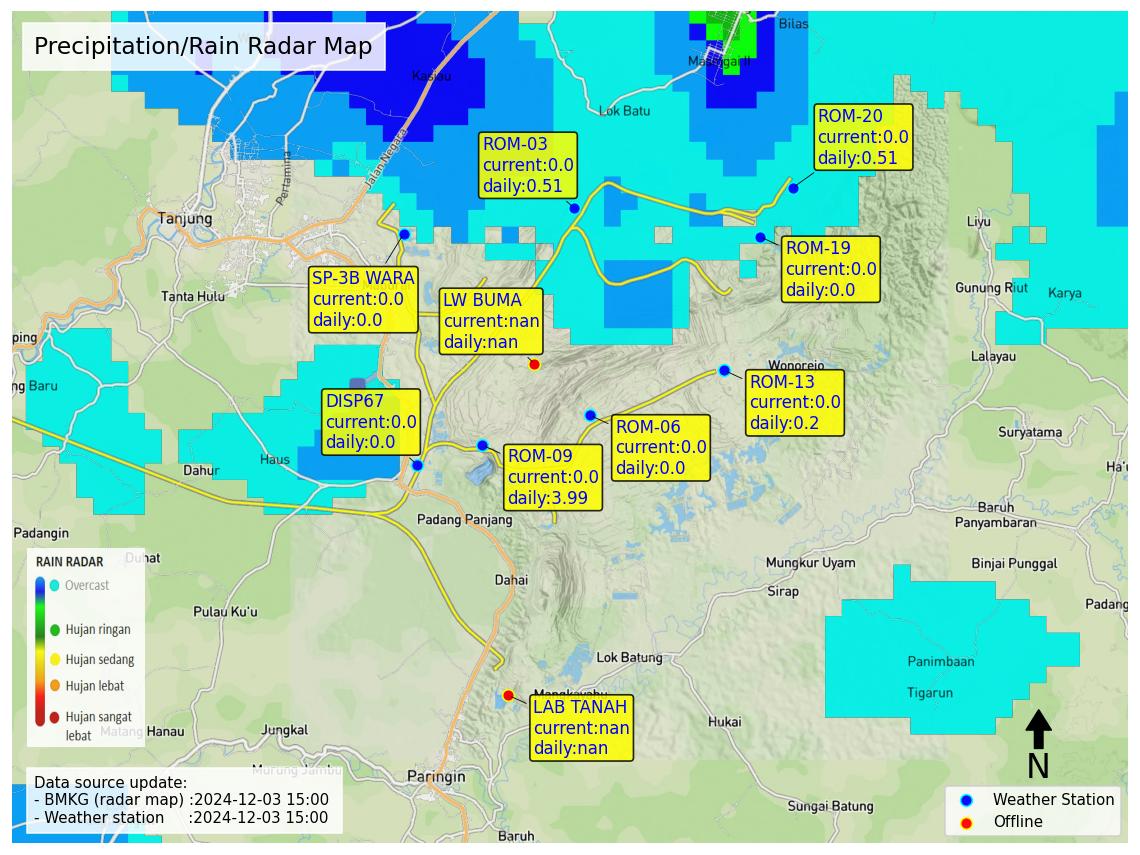 Precipitation/Rain Radar Map
Bilas
Kasiau
Lok Batu
ROM-20
current:0.0
daily:0.51
ROM-03
current:0.0
daily:0.51
Jalan Negara
Pertamina
Tanjung
Liyu
ROM-19
current:0.0
daily:0.0
SP-3B WARA
current:0.0
daily:0.0
LW BUMA
current:nan
daily:nan
Tanta Hulu
Gunung Riut
Karya
ping
Lalayau
Wonorejo
ROM-13
current:0.0
daily:0.2
ng Baru
DISP67
current:0.0
daily:0.0
ROM-06
current:0.0
daily:0.0
Suryatama
ROM-09
current:0.0
daily:3.99
Haus
Dahur
Ha'u
Baruh
Panyambaran
Padang Panjang
Padangin
Mungkur Uyam
Binjai Punggal
Duhat
RAIN RADAR
Overcast
Hujan ringan
Hujan sedang
Hujan lebat
Hujan sangat
lebat
Dahai
Sirap
Padang
Pulau Ku'u
Lok Batung
Panimbaan
Tigarun
Mangkayahu
LAB TANAH
current:nan
daily:nan
Hukai
Matang Hanau
Jungkal
Murung Jambu
Paringin
N
Data source update:
- BMKG (radar map) :2024-12-03 15:00
- Weather station :2024-12-03 15:00
Sungai Batung
Baruh
Weather Station
Offline